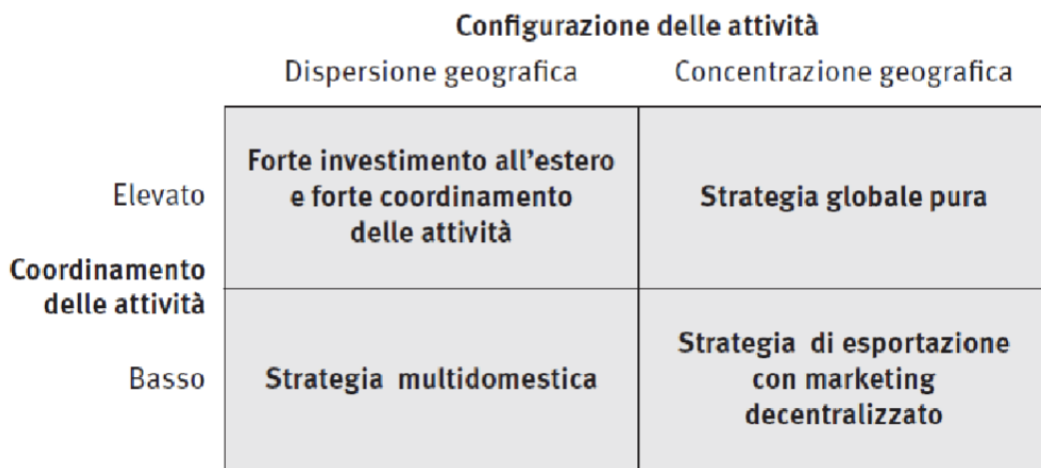 Configurazione delle attività
Dispersione geografica
Concentrazione geografica
Elevato
Forte investimento all'estero
e forte coordinamento
delle attività
Strategia globale pura
Coordinamento
delle attività
Basso
Strategia multidomestica
Strategia di esportazione
con marketing
decentralizzato